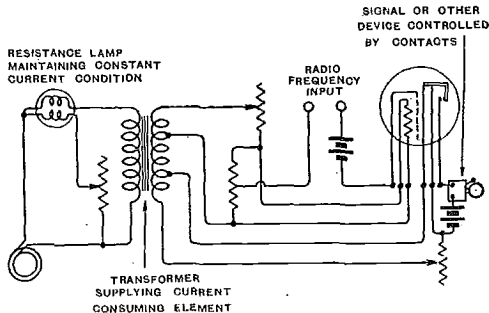 SIGNAL OR OTHER
DEVICE CONTROLLED
BY CONTACTS
RESISTANCE LAMP
MAINTAINING CONSTANT
CURRENT CONDITION
RADIO
FREQUENCY
INPUT
TRANSFORMER
SUPPLYING CURRENT
CONSUMING ELEMENT